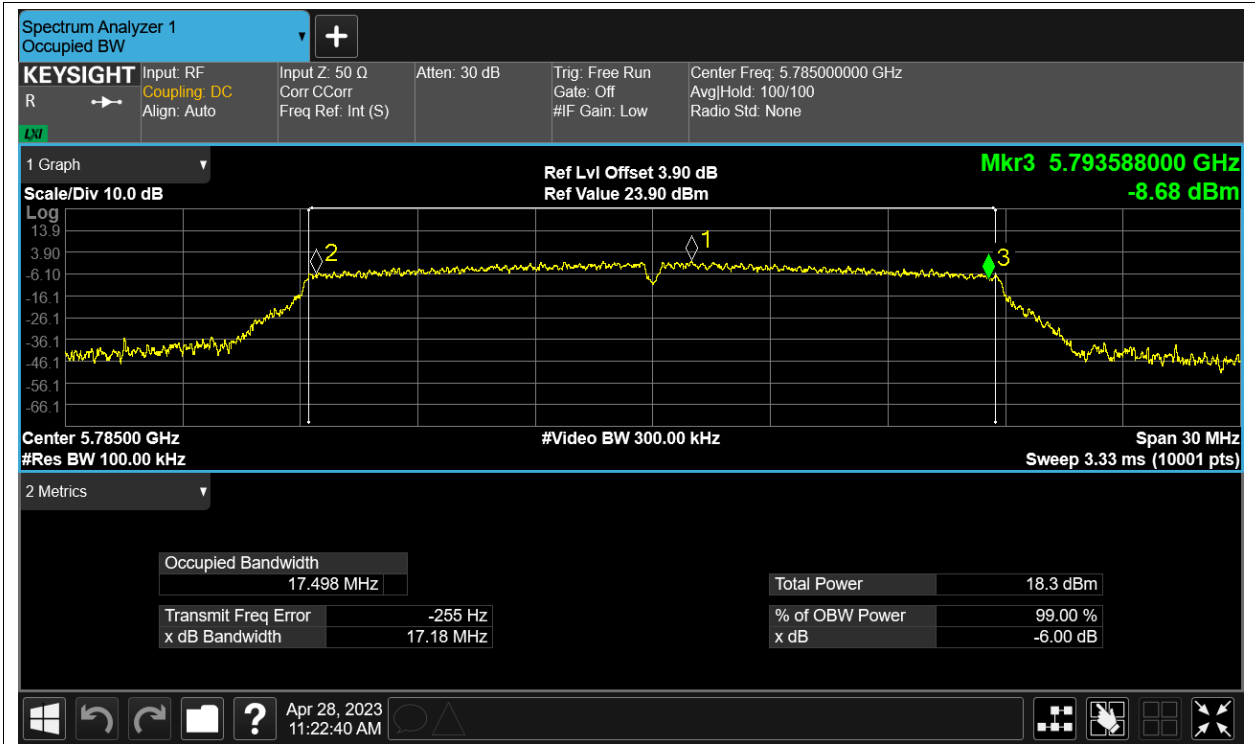 Spectrum Analyzer 1
Occupied BW
KEYSIGHT
R
LXI
Input: RF
Coupling: DC
Align: Auto
Input Z: 50 Ω
Corr CCorr
Freq Ref: Int (S)
Atten: 30 dB
Trig: Free Run
Gate: Off
#IF Gain: Low
Center Freq: 5.785000000 GHz
Avg|Hold: 100/100
Radio Std: None
1 Graph
Scale/Div 10.0 dB
Ref Lvl Offset 3.90 dB
Ref Value 23.90 dBm
Mkr3 5.793588000 GHz
-8.68 dBm
Log
13.9
3.90
-6.10
-16.1
-26.1
-36.1
-46.1
-56.1
-66.1
2
1
3
Center 5.78500 GHz
#Video BW 300.00 kHz
Span 30 MHz
#Res BW 100.00 kHz
Sweep 3.33 ms (10001 pts)
2 Metrics
Occupied Bandwidth
17.498 MHz
Transmit Freq Error -255 Hz
x dB Bandwidth 17.18 MHz
Total Power 18.3 dBm
% of OBW Power 99.00 %
x dB -6.00 dB
?
Apr 28, 2023
11:22:40 AM